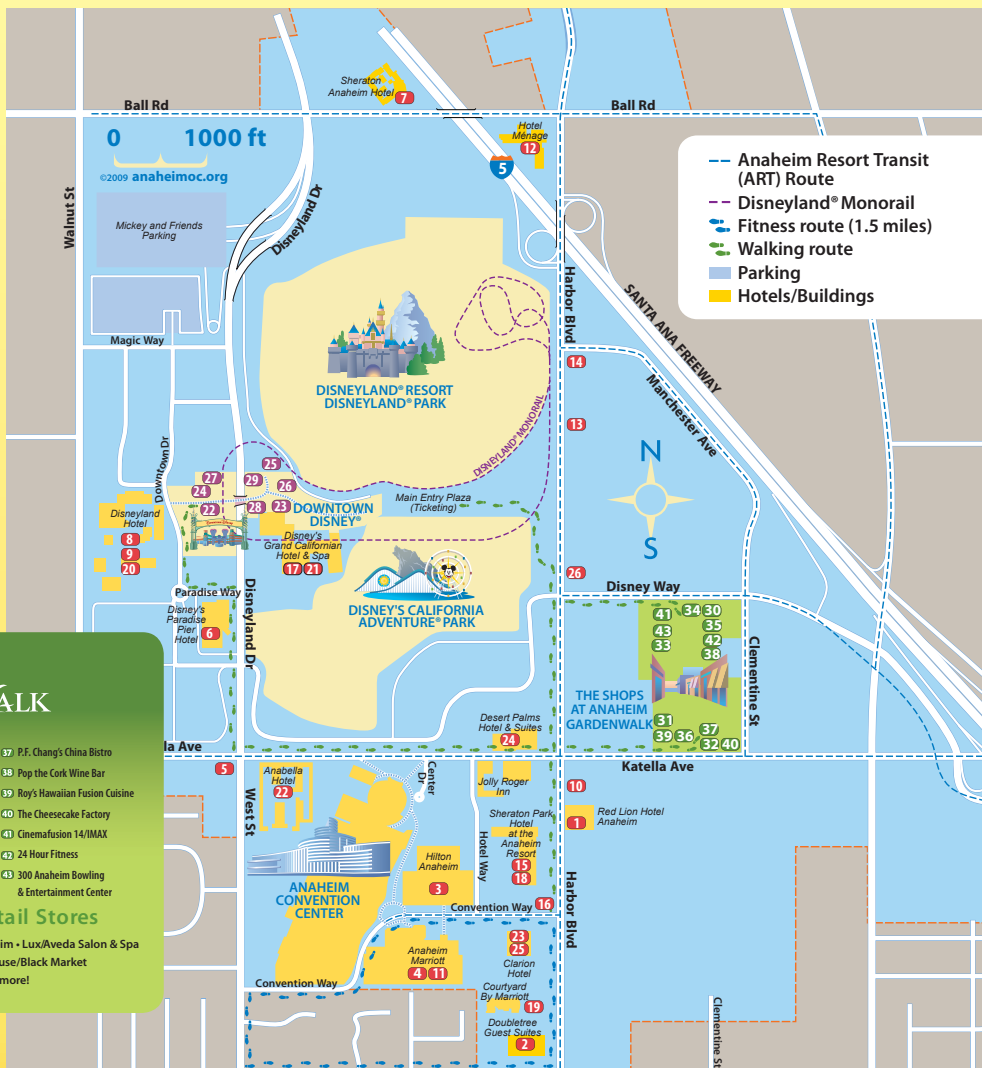 Sheraton
Anaheim Hotel
7
Ball Rd
Ball Rd
0 1000 ft
©2009 anaheimoc.org
Hotel
Ménage
12
5
Anaheim Resort Transit
(ART) Route
Disneyland® Monorail
Fitness route (1.5 miles)
Walking route
Parking
Hotels/Buildings
Walnut St
Mickey and Friends
Parking
Disneyland Dr
Harbor Blvd
SANTA ANA FREEWAY
Magic Way
DISNEYLAND® RESORT
DISNEYLAND® PARK
14
Manchester Ave
13
DISNEYLAND® MONORAIL
N
S
Downtown Dr
25
27
29
26
24
22
28
23
DOWNTOWN
DISNEY®
Main Entry Plaza
(Ticketing)
Disneyland
Hotel
8
9
20
Disney's
Grand Californian
Hotel & Spa
17 21
26
Disney Way
Paradise Way
Disney's
Paradise
Pier
Hotel
6
Disneyland Dr
DISNEY'S CALIFORNIA
ADVENTURE® PARK
41
34 30
43
35
33
42
38
Clementine St
THE SHOPS
AT ANAHEIM
GARDENWALK
31
39 36
37
32 40
Desert Palms
Hotel & Suites
24
ALK
37 P.F. Chang's China Bistro
38 Pop the Cork Wine Bar
39 Roy's Hawaiian Fusion Cuisine
40 The Cheesecake Factory
41 Cinemafusion 14/IMAX
42 24 Hour Fitness
43 300 Anaheim Bowling
& Entertainment Center
tail Stores
im • Lux/Aveda Salon & Spa
use/Black Market
more!
la Ave
Katella Ave
5
Anabella
Hotel
22
Center
Dr
Jolly Roger
Inn
10
West St
Hotel Way
Sheraton Park
Hotel
at the
Anaheim
Resort
15
18
1
Red Lion Hotel
Anaheim
Hilton
Anaheim
3
ANAHEIM
CONVENTION
CENTER
Convention Way
16
Harbor Blvd
Anaheim
Marriott
4 11
23
25
Clarion
Hotel
Convention Way
Courtyard
By Marriott
19
Doubletree
Guest Suites
2
Clementine St